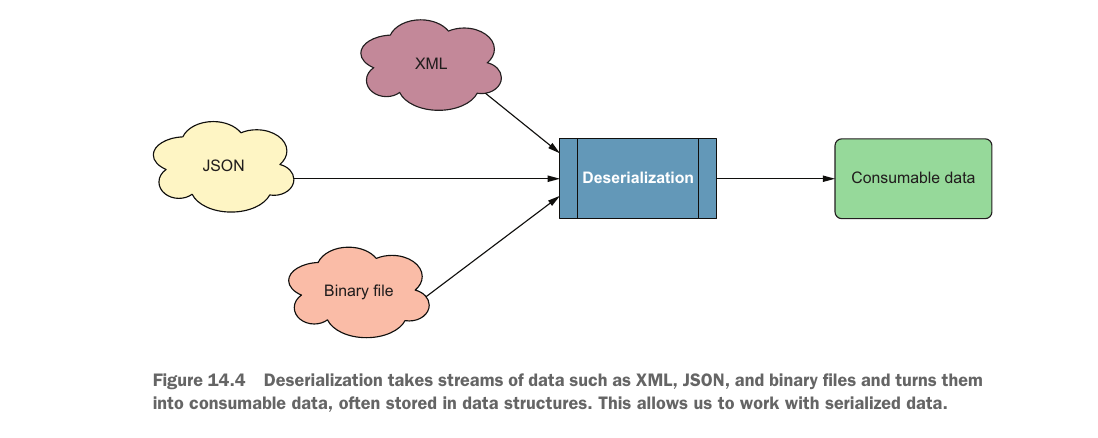 XML
JSON
Deserialization
Consumable data
Binary file
Figure 14.4 Deserialization takes streams of data such as XML, JSON, and binary files and turns them
into consumable data, often stored in data structures. This allows us to work with serialized data.